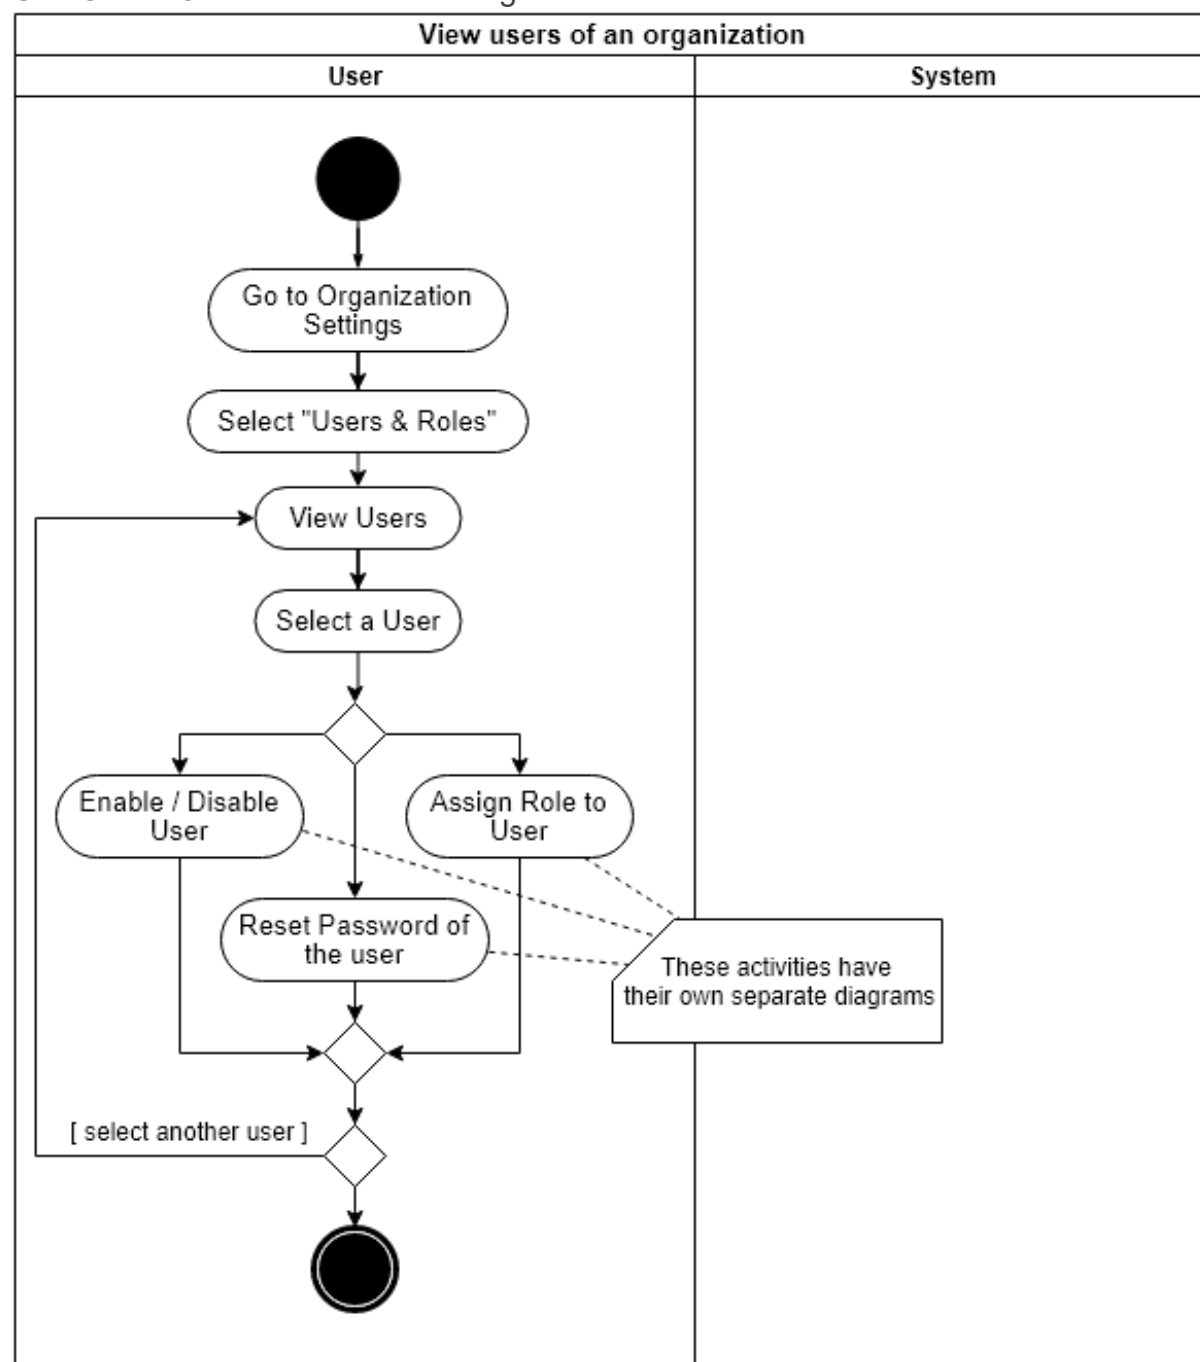 View users of an organization
User
System
Go to Organization
Settings
Select "Users & Roles"
View Users
Select a User
Enable / Disable
User
Assign Role to
User
Reset Password of
the user
These activities have
their own separate diagrams
[ select another user ]